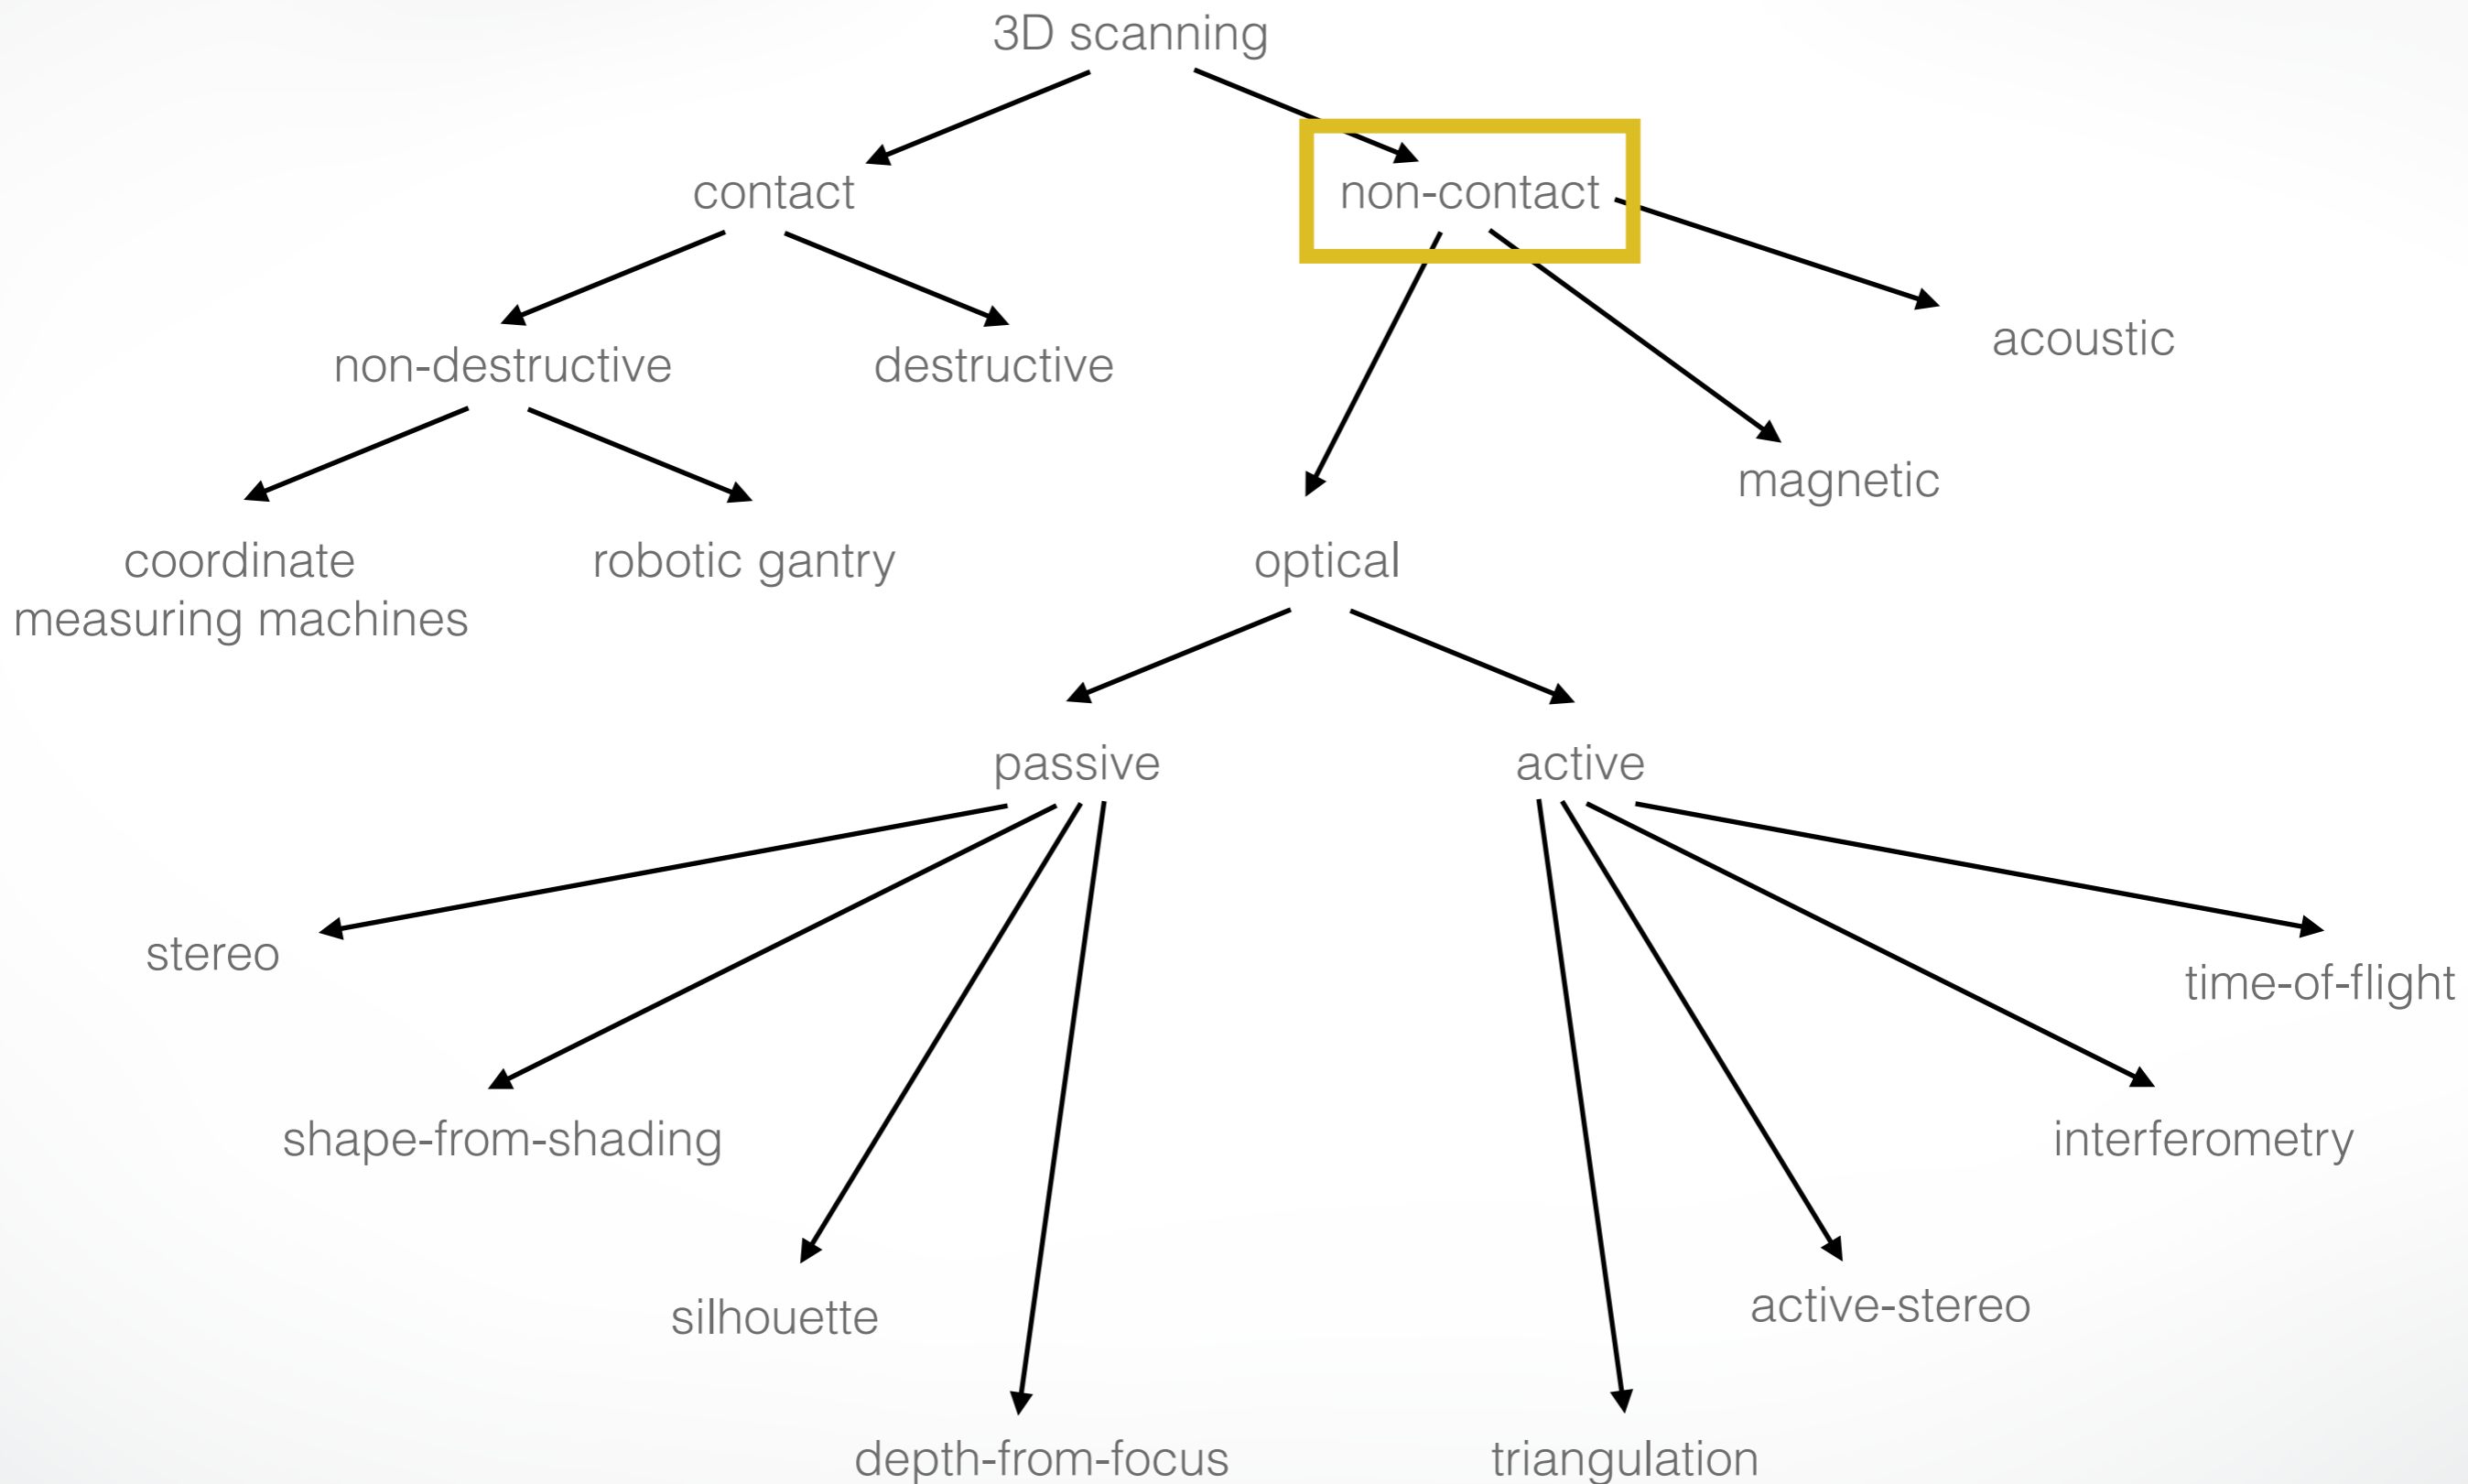 3D scanning
contact
non-contact
acoustic
non-destructive
destructive
magnetic
coordinate
measuring machines
robotic gantry
optical
passive
active
stereo
time-of-flight
shape-from-shading
interferometry
silhouette
active-stereo
depth-from-focus
triangulation